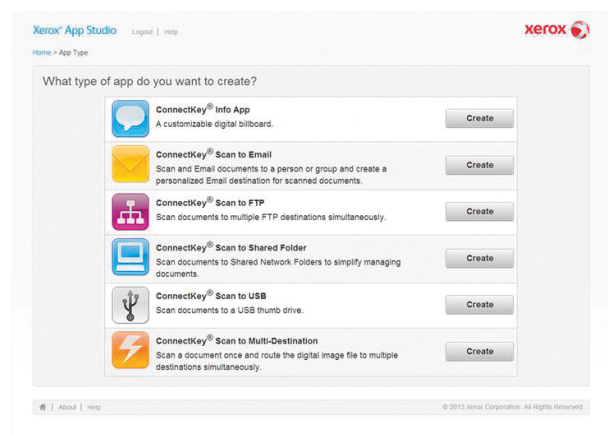 Xerox® App Studio
Logout | Help
xerox
Home > App Type
What type of app do you want to create?
ConnectKey® Info App
A customizable digital billboard.
Create
ConnectKey® Scan to Email
Scan and Email documents to a person or group and create a
personalized Email destination for scanned documents.
Create
ConnectKey® Scan to FTP
Scan documents to multiple FTP destinations simultaneously.
Create
ConnectKey® Scan to Shared Folder
Scan documents to Shared Network Folders to simplify managing
documents.
Create
ConnectKey® Scan to USB
Scan documents to a USB thumb drive.
Create
ConnectKey® Scan to Multi-Destination
Scan a document once and route the digital image file to multiple
destinations simultaneously.
Create
| About | Help
© 2013 Xerox Corporation. All Rights Reserved.